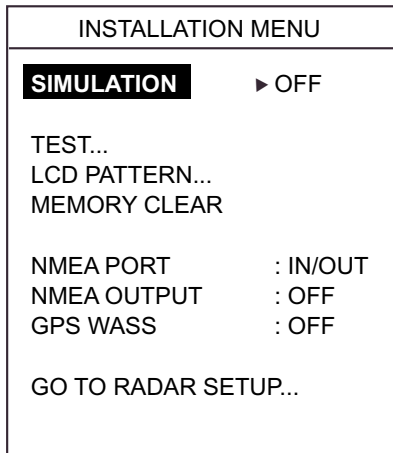 INSTALLATION MENU
SIMULATION ▶ OFF
TEST...
LCD PATTERN...
MEMORY CLEAR
NMEA PORT : IN/OUT
NMEA OUTPUT : OFF
GPS WASS : OFF
GO TO RADAR SETUP...